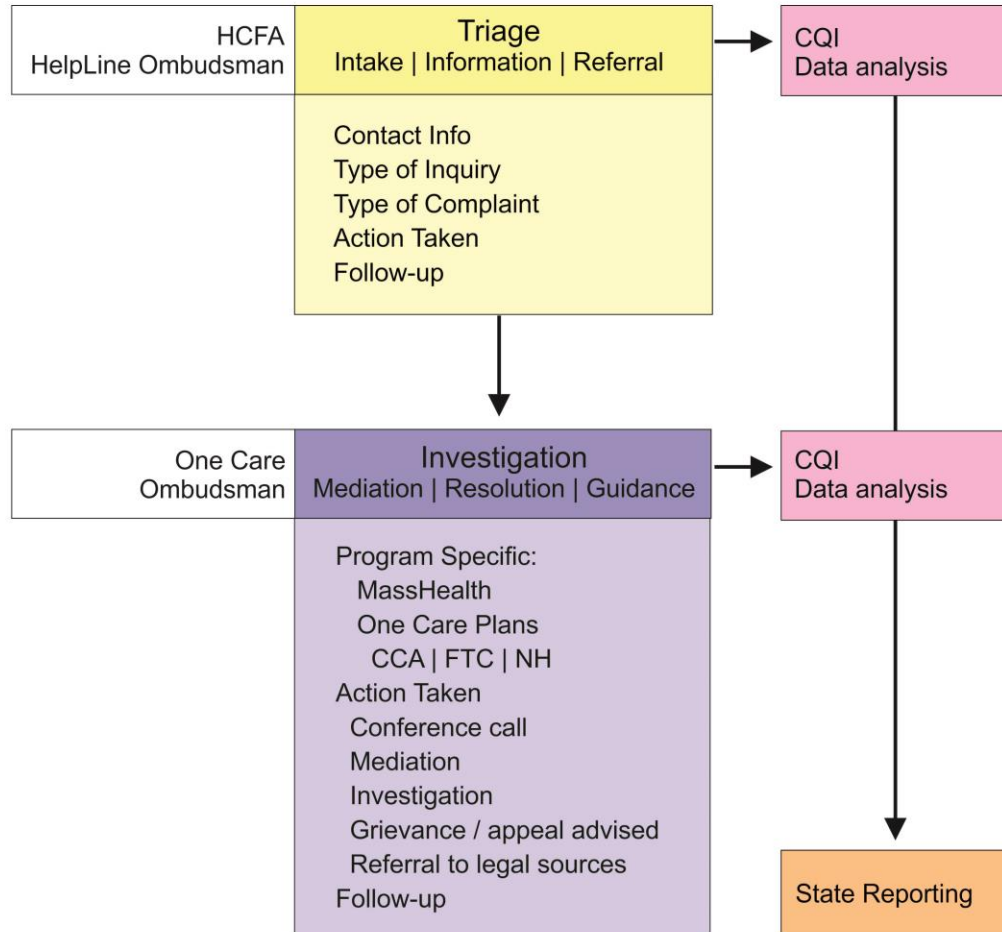 HCFA
HelpLine Ombudsman
Triage
Intake | Information | Referral
CQI
Data analysis
Contact Info
Type of Inquiry
Type of Complaint
Action Taken
Follow-up
One Care
Ombudsman
Investigation
Mediation | Resolution | Guidance
CQI
Data analysis
Program Specific:
MassHealth
One Care Plans
CCA | FTC | NH
Action Taken
Conference call
Mediation
Investigation
Grievance / appeal advised
Referral to legal sources
Follow-up
State Reporting